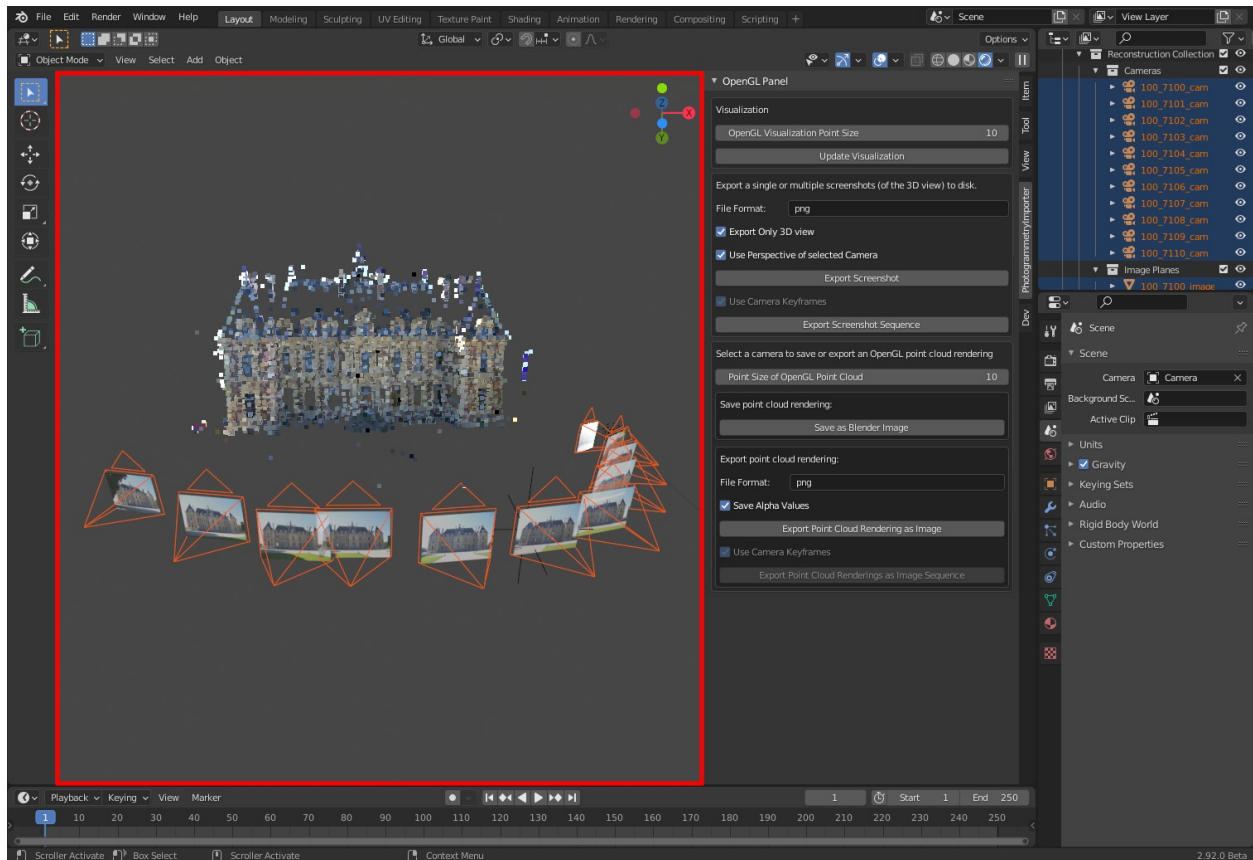 File Edit Render Window Help Layout Modeling Sculpting UV Editing Texture Paint Shading Animation Rendering Compositing Scripting + Scene View Layer
Global Options
Object Mode View Select Add Object
OpenGL Panel
Visualization
OpenGL Visualization Point Size 10
Update Visualization
Export a single or multiple screenshots (of the 3D view) to disk.
File Format: png
Export Only 3D view
Use Perspective of selected Camera
Export Screenshot
Use Camera Keyframes
Export Screenshot Sequence
Select a camera to save or export an OpenGL point cloud rendering
Point Size of OpenGL Point Cloud 10
Save point cloud rendering:
Save as Blender Image
Export point cloud rendering:
File Format: png
Save Alpha Values
Export Point Cloud Rendering as Image
Use Camera Keyframes
Export Point Cloud Renderings as Image Sequence
Z
X
Y
Item
Tool
View
PhotogrammetryImporter
Dev
Reconstruction Collection
Cameras
100_7100_cam
100_7101_cam
100_7102_cam
100_7103_cam
100_7104_cam
100_7105_cam
100_7106_cam
100_7107_cam
100_7108_cam
100_7109_cam
100_7110_cam
Image Planes
100_7100_image
Scene
Scene
Camera Camera
Background Sc...
Active Clip
Units
Gravity
Keying Sets
Audio
Rigid Body World
Custom Properties
Playback Keying View Marker 1 Start 1 End 250
1 10 20 30 40 50 60 70 80 90 100 110 120 130 140 150 160 170 180 190 200 210 220 230 240 250
Scroller Activate Box Select Scroller Activate Context Menu 2.92.0 Beta